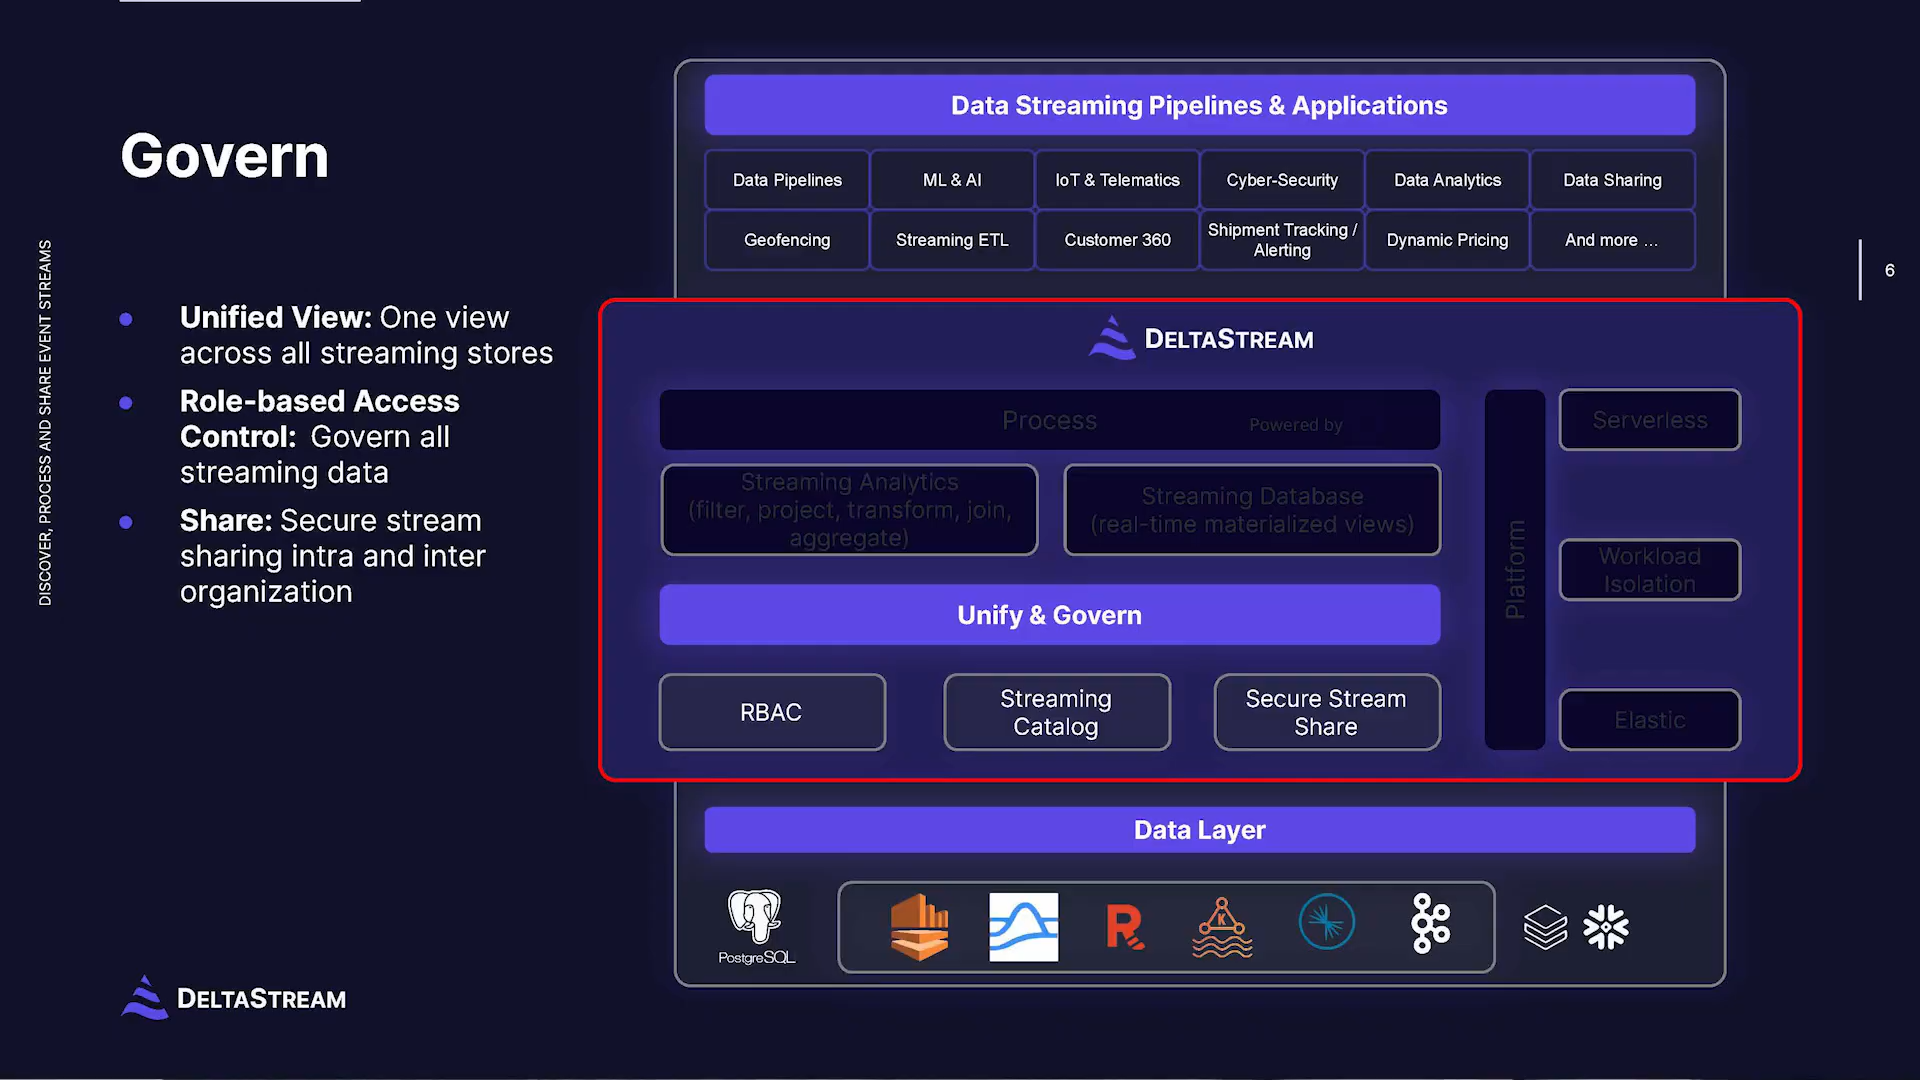 Govern
DISCOVER, PROCESS AND SHARE EVENT STREAMS
Unified View: One view
across all streaming stores
Role-based Access
Control: Govern all
streaming data
Share: Secure stream
sharing intra and inter
organization
DELTASTREAM
Data Streaming Pipelines & Applications
Data Pipelines
ML & AI
IoT & Telematics
Cyber-Security
Data Analytics
Data Sharing
Geofencing
Streaming ETL
Customer 360
Shipment Tracking /
Alerting
Dynamic Pricing
And more ...
DELTASTREAM
Process
Powered by
Streaming Analytics
(filter, project, transform, join,
aggregate)
Streaming Database
(real-time materialized views)
Unify & Govern
RBAC
Streaming
Catalog
Secure Stream
Share
Platform
Serverless
Workload
Isolation
Elastic
Data Layer
PostgreSQL
K
6